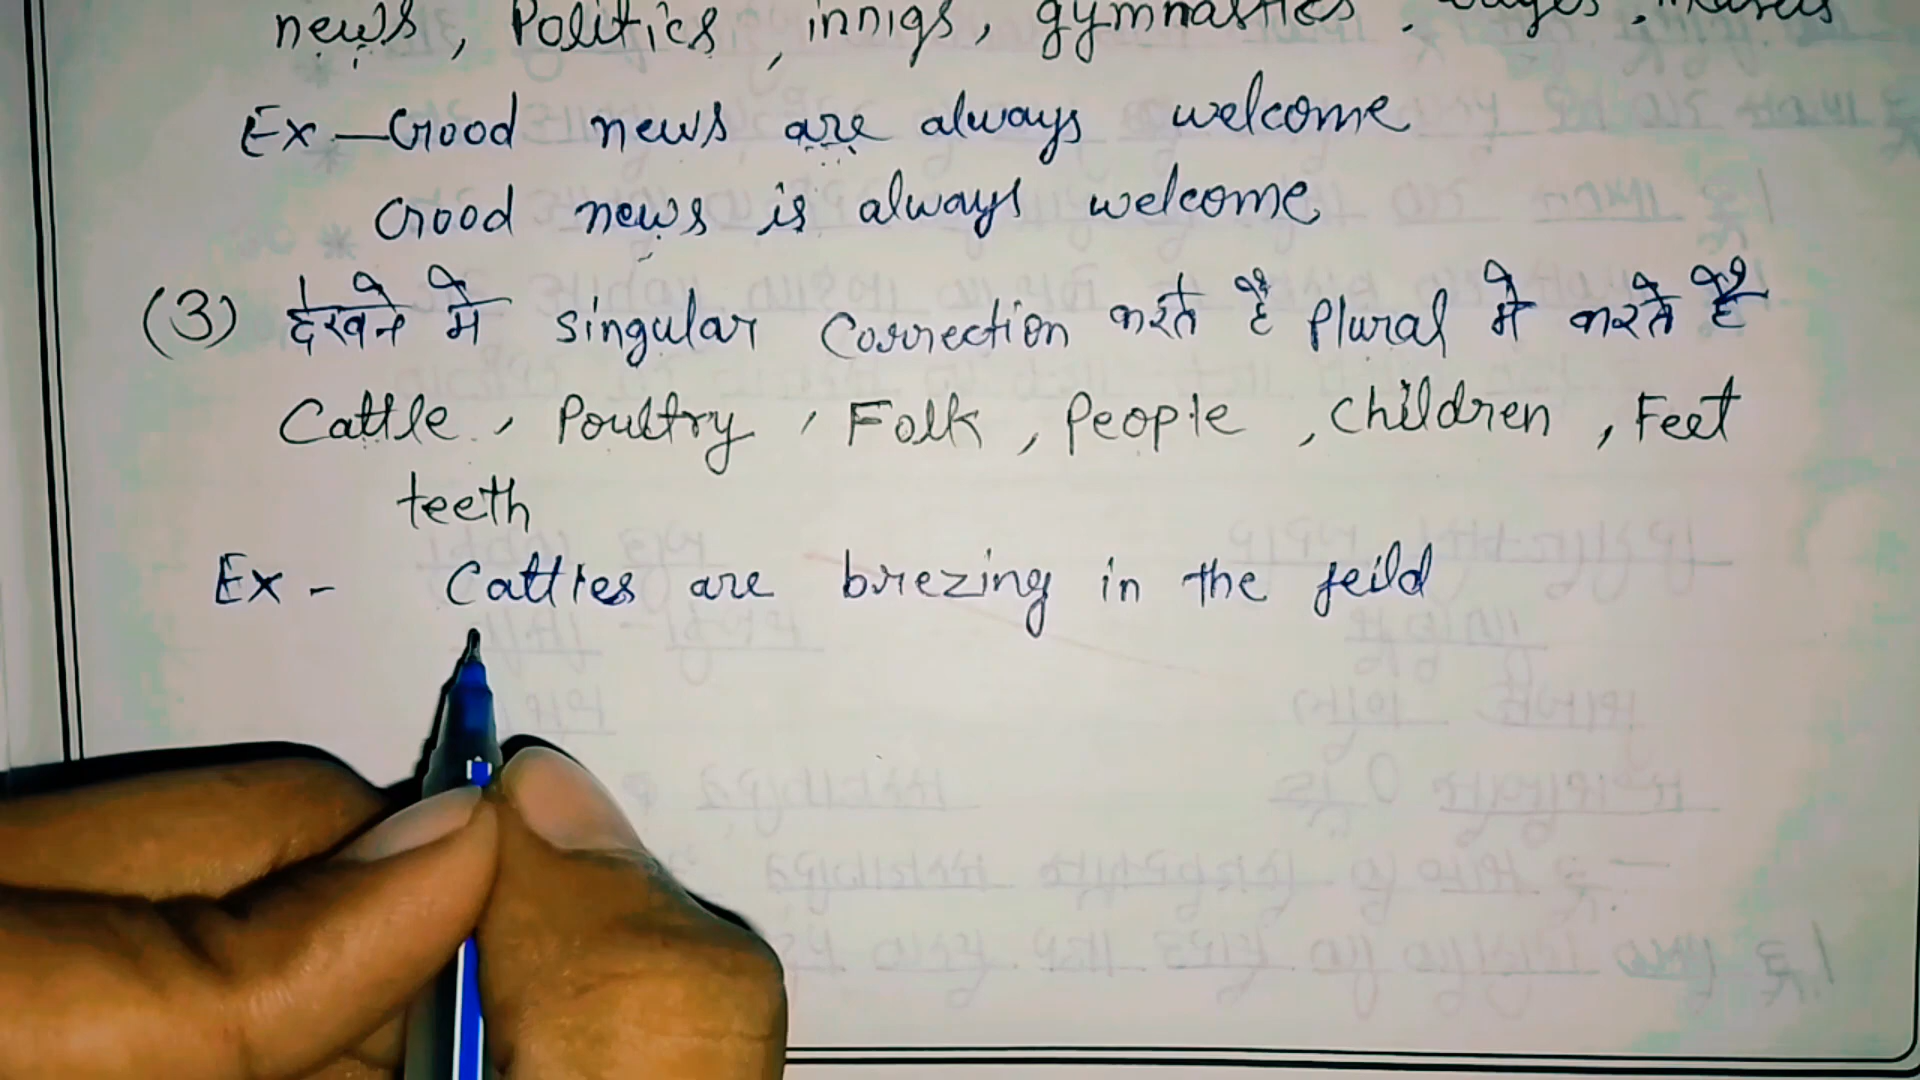 news, Politics, innigs, gymnastics, wages,
Ex - Good news are always welcome
Good news is always welcome
(3) देखने मे singular correction करते है Plural मे करते हैं
Cattle, Poultry, Folk, People, children, Feet
teeth
Ex - Cattles are brezing in the feild